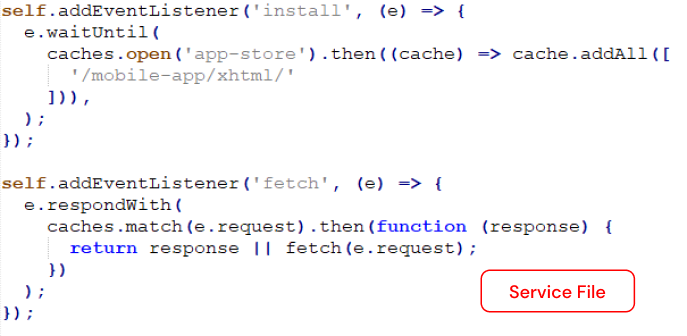 self.addEventListener('install', (e) => {
  e.waitUntil(
    caches.open('app-store').then((cache) => cache.addAll([
      '/mobile-app/xhtml/'
    ])),
  );
});

self.addEventListener('fetch', (e) => {
  e.respondWith(
    caches.match(e.request).then(function (response) {
      return response || fetch(e.request);
    })
  );
});
Service File